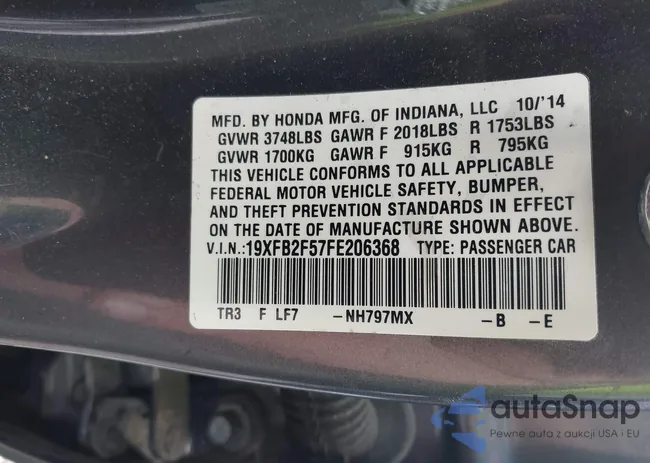 MFD. BY HONDA MFG. OF INDIANA, LLC 10/'14
GVWR 3748LBS GAWR F 2018LBS R 1753LBS
GVWR 1700KG GAWR F 915KG R 795KG
THIS VEHICLE CONFORMS TO ALL APPLICABLE
FEDERAL MOTOR VEHICLE SAFETY, BUMPER,
AND THEFT PREVENTION STANDARDS IN EFFECT
ON THE DATE OF MANUFACTURE SHOWN ABOVE.
V.I.N.:19XFB2F57FE206368 TYPE: PASSENGER CAR
TR3 F LF7 -NH797MX -B -E
autaSnap
Pewne auta z aukcji USA i EU